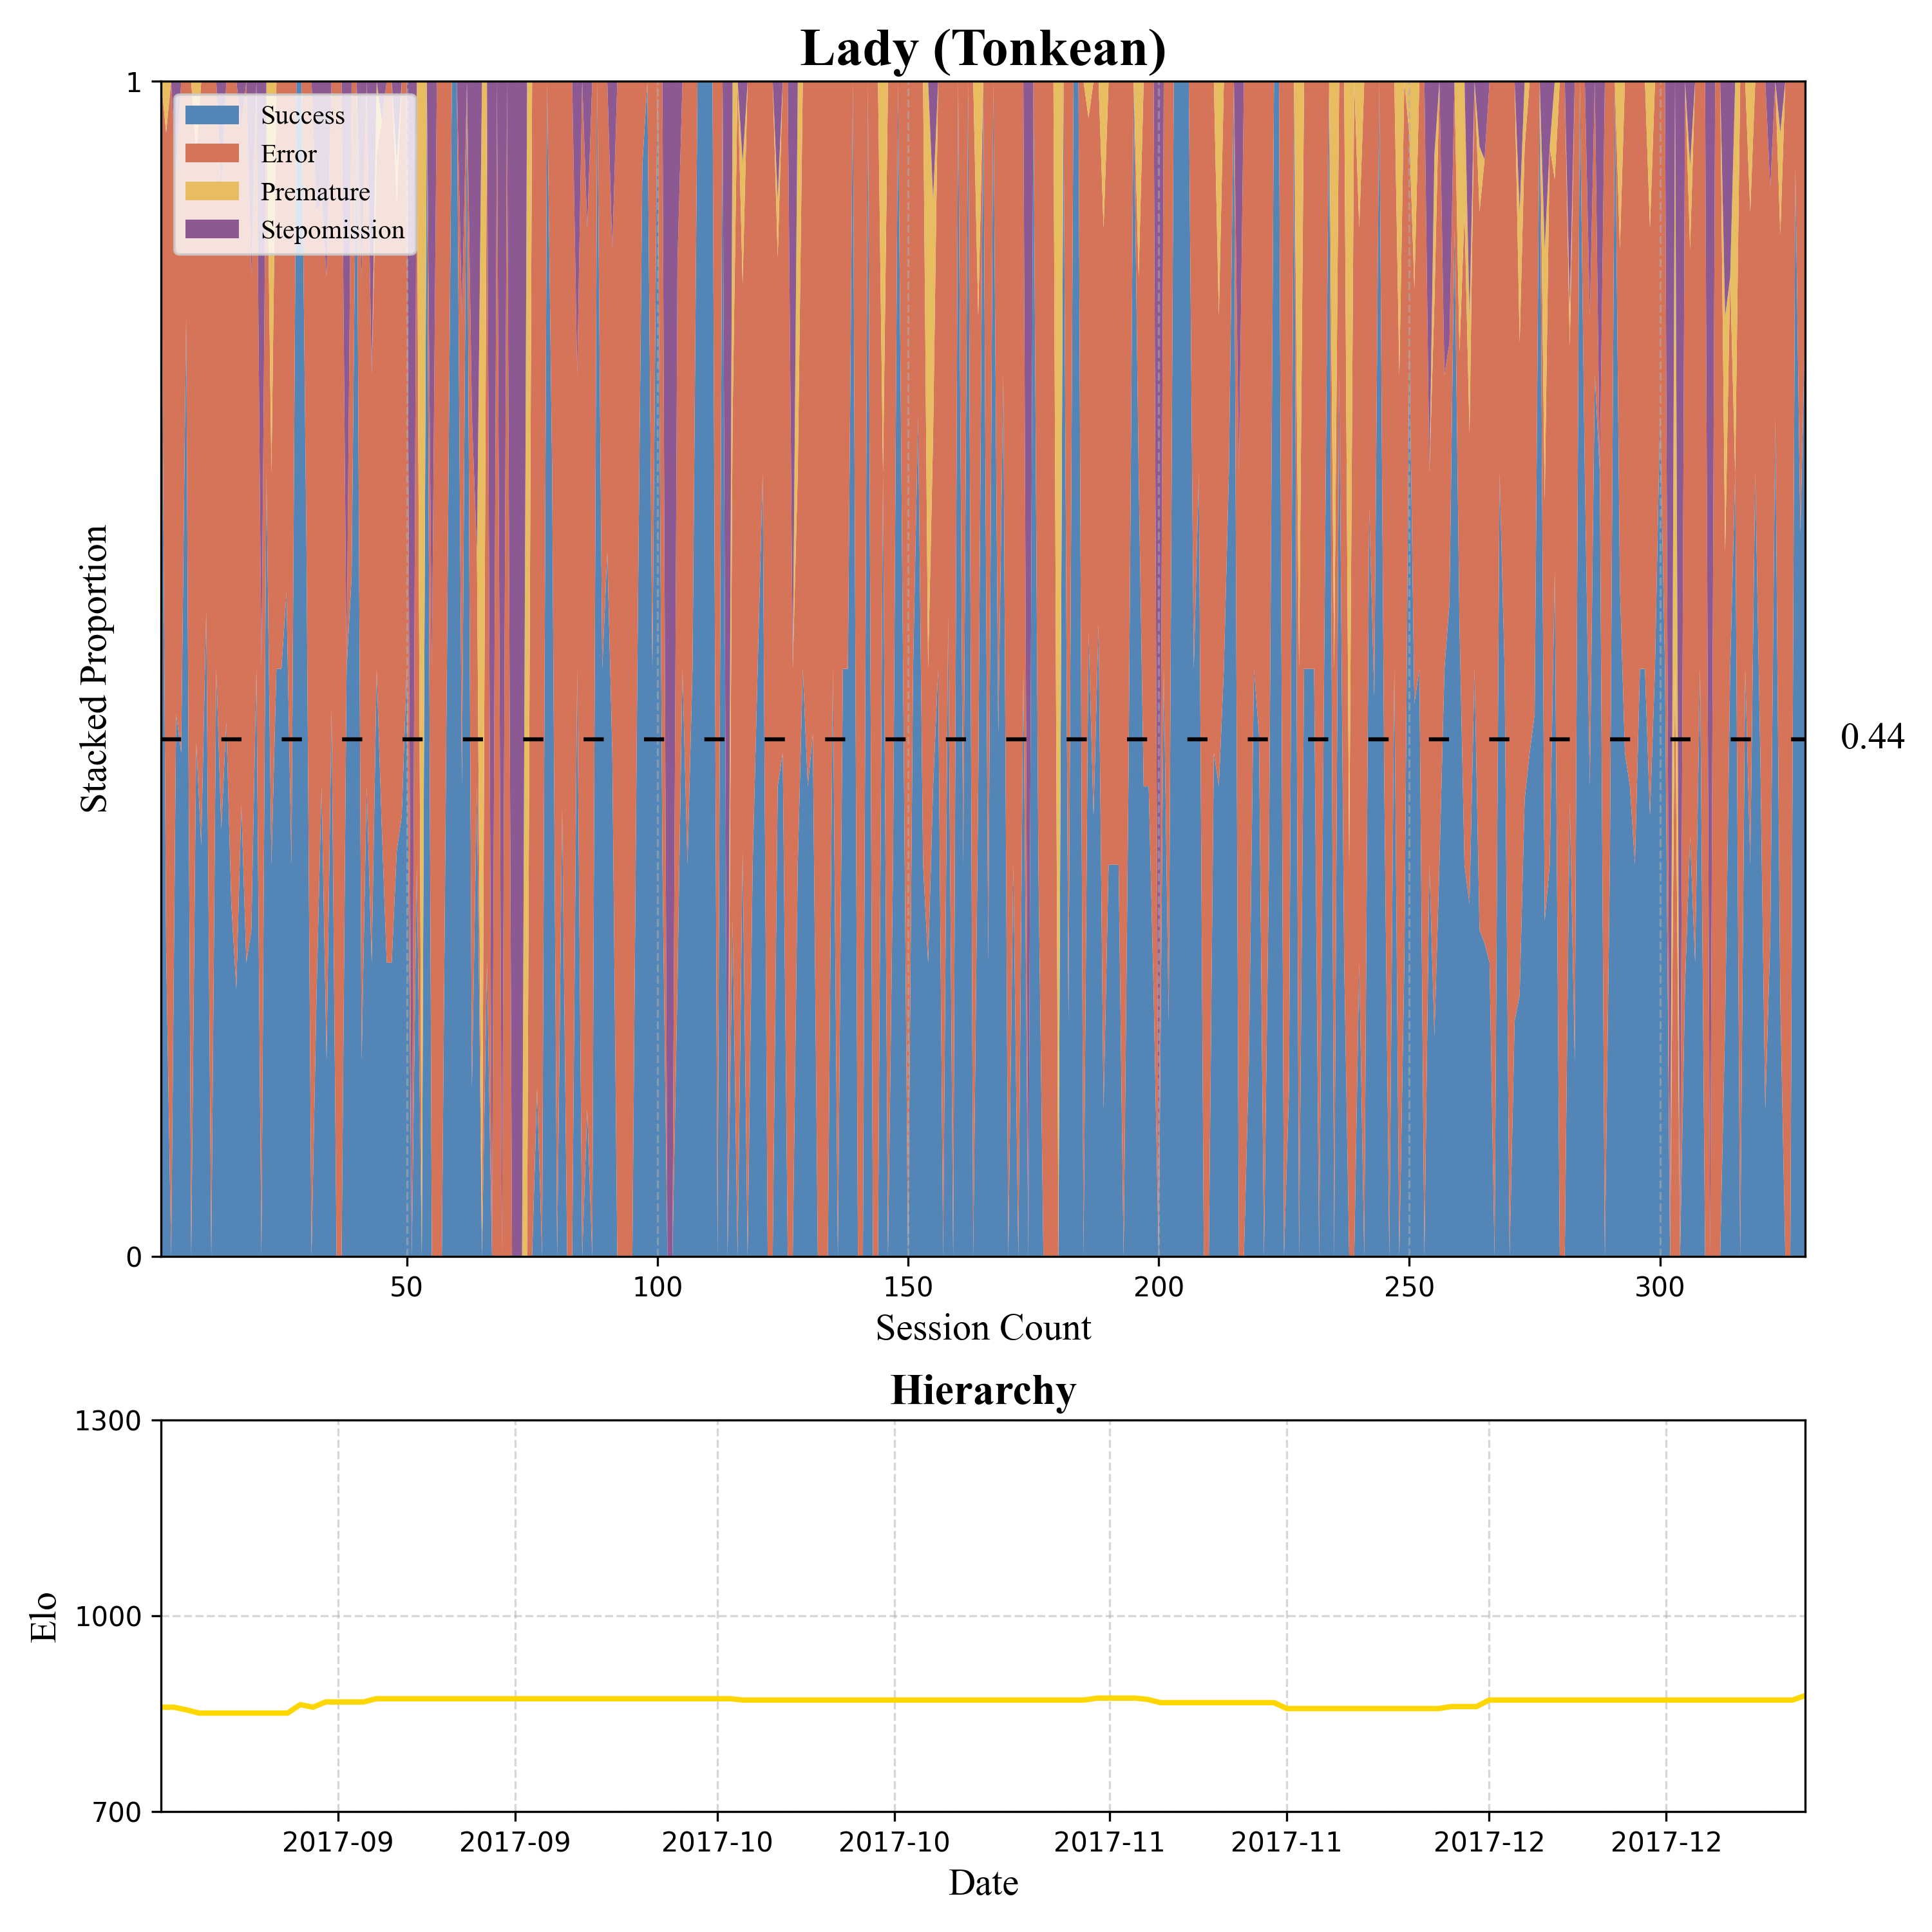 Lady (Tonkean)
1
Success
Error
Premature
Stepomission
Stacked Proportion
0.44
0
50 100 150 200 250 300
Session Count
Hierarchy
1300
Elo
1000
700
2017-09 2017-09 2017-10 2017-10 2017-11 2017-11 2017-12 2017-12
Date